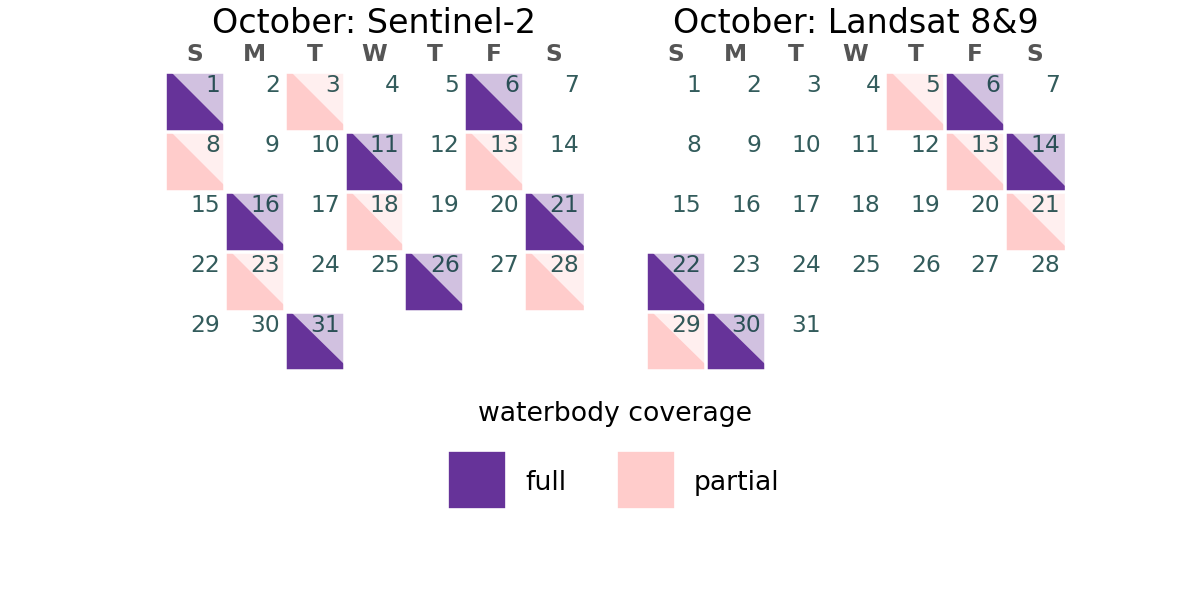 October: Sentinel-2
S M T W T F S
1 2 3 4 5 6 7
8 9 10 11 12 13 14
15 16 17 18 19 20 21
22 23 24 25 26 27 28
29 30 31
October: Landsat 8&9
S M T W T F S
1 2 3 4 5 6 7
8 9 10 11 12 13 14
15 16 17 18 19 20 21
22 23 24 25 26 27 28
29 30 31
waterbody coverage
full partial